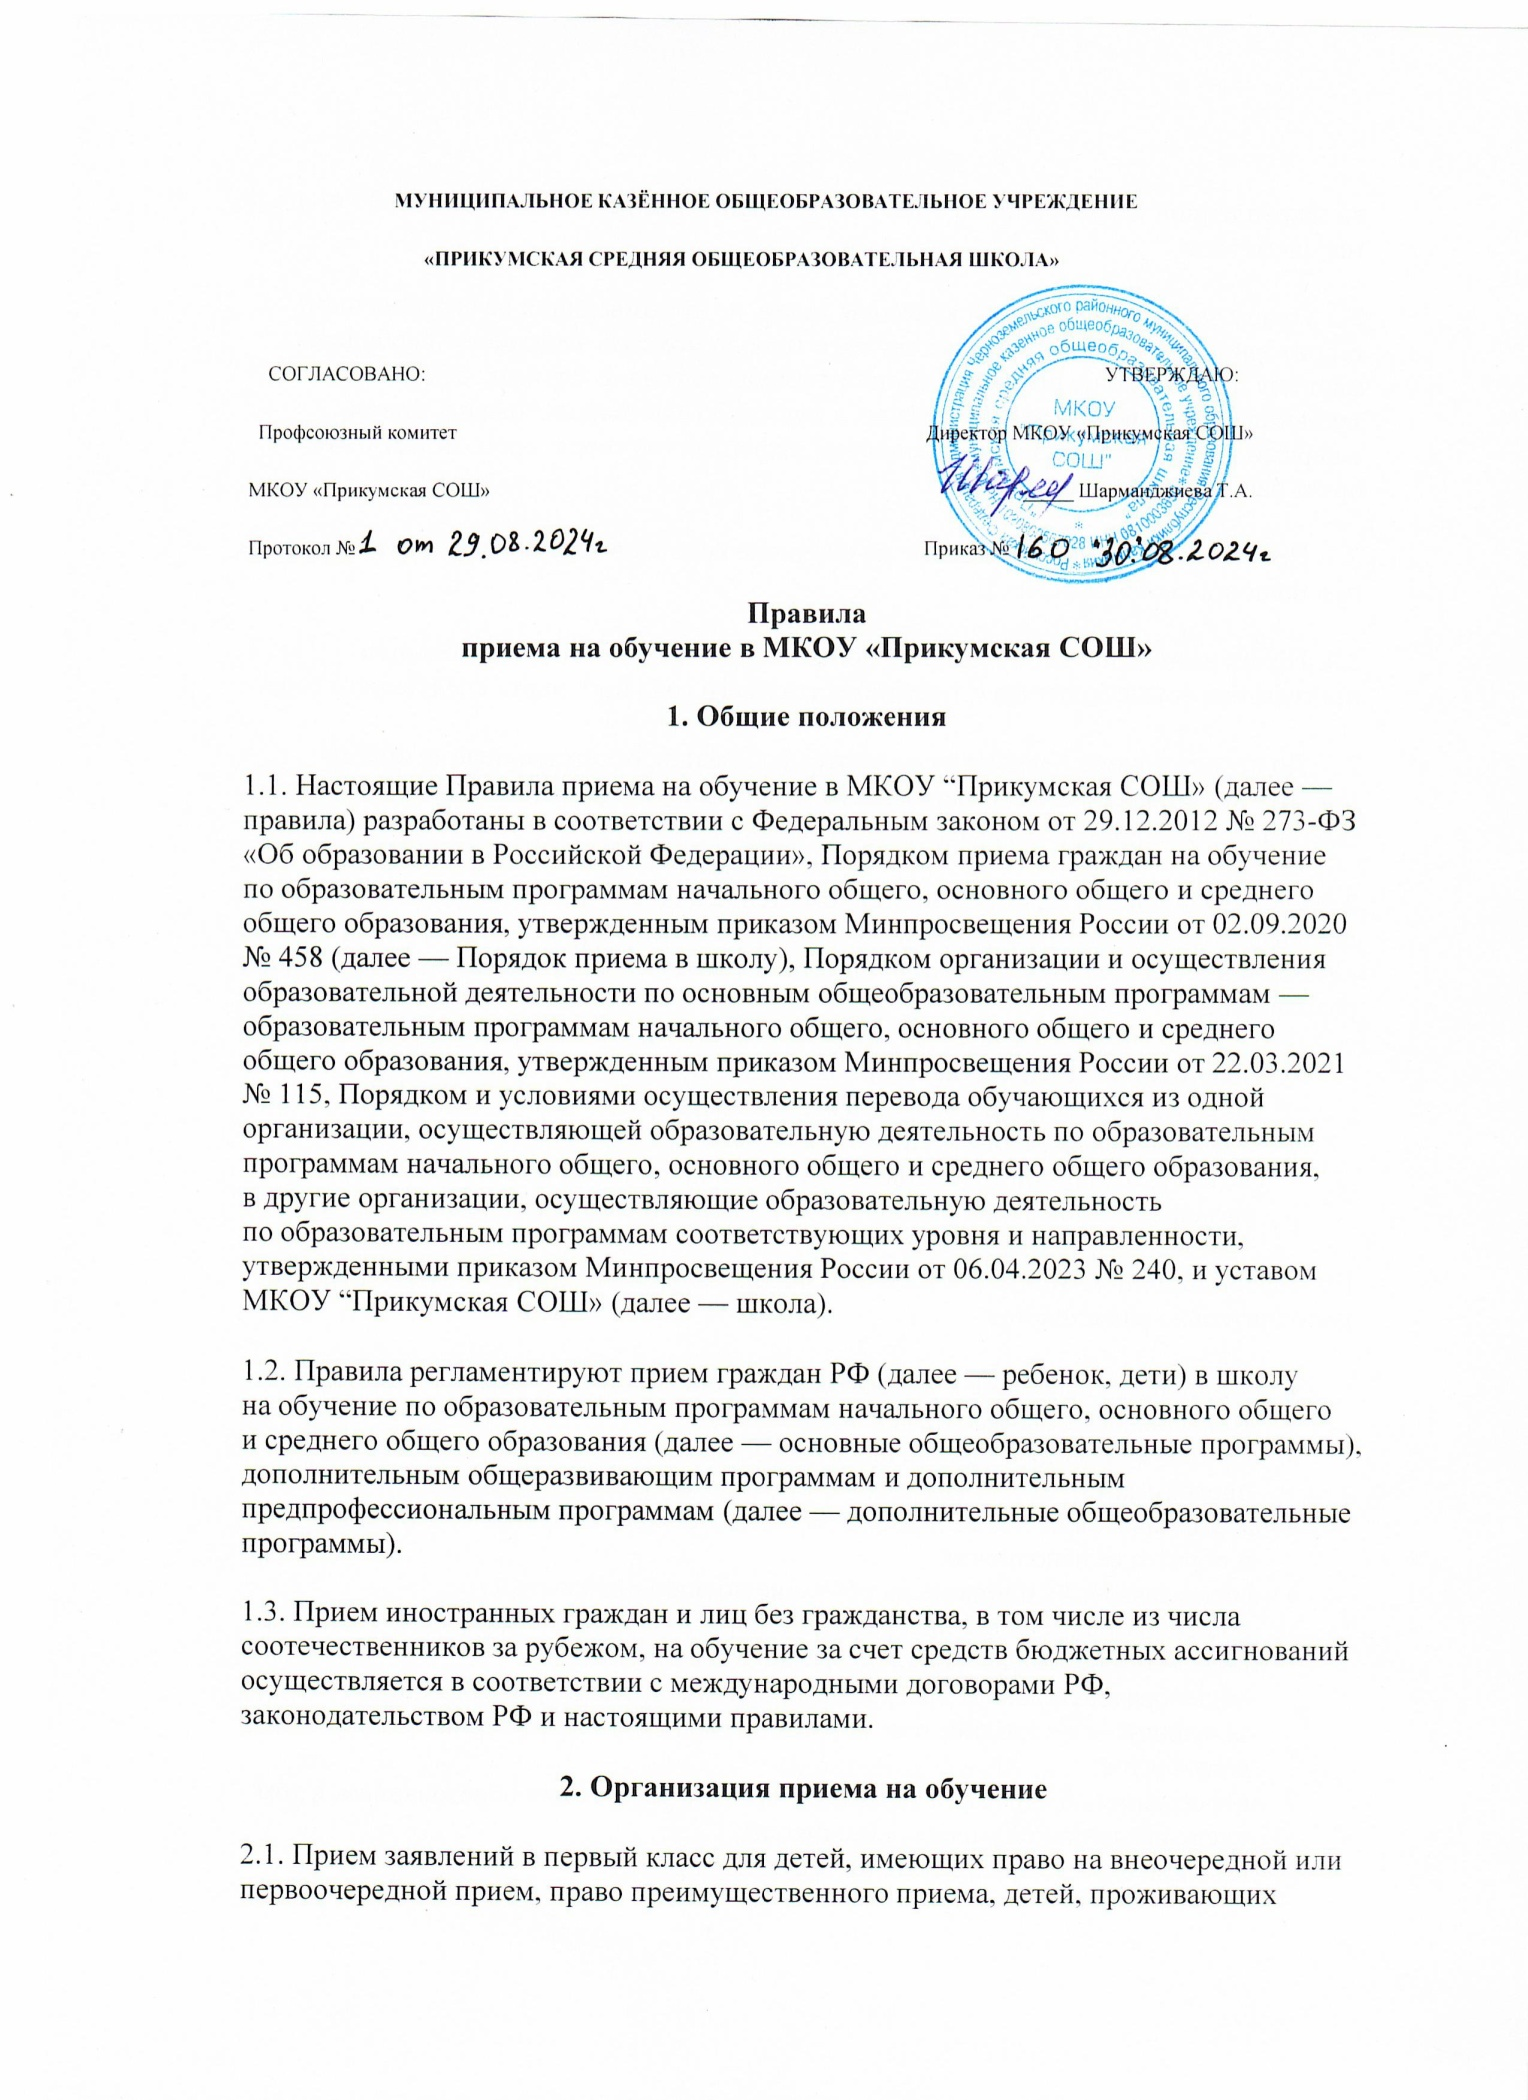 МУНИЦИПАЛЬНОЕ КАЗЁННОЕ ОБЩЕОБРАЗОВАТЕЛЬНОЕ УЧРЕЖДЕНИЕ
«ПРИКУМСКАЯ СРЕДНЯЯ ОБЩЕОБРАЗОВАТЕЛЬНАЯ ШКОЛА»
СОГЛАСОВАНО: УТВЕРЖДАЮ:
Профсоюзный комитет Директор МКОУ «Прикумская СОШ»
МКОУ «Прикумская СОШ» Шарманджиева Т.А.
Протокол № 1 от 29.08.2024г Приказ № 160 "30".08.2024г
МКОУ
"Прикумская
СОШ"
Правила
приема на обучение в МКОУ «Прикумская СОШ»
1. Общие положения
1.1. Настоящие Правила приема на обучение в МКОУ “Прикумская СОШ» (далее —
правила) разработаны в соответствии с Федеральным законом от 29.12.2012 № 273-ФЗ
«Об образовании в Российской Федерации», Порядком приема граждан на обучение
по образовательным программам начального общего, основного общего и среднего
общего образования, утвержденным приказом Минпросвещения России от 02.09.2020
№ 458 (далее — Порядок приема в школу), Порядком организации и осуществления
образовательной деятельности по основным общеобразовательным программам —
образовательным программам начального общего, основного общего и среднего
общего образования, утвержденным приказом Минпросвещения России от 22.03.2021
№ 115, Порядком и условиями осуществления перевода обучающихся из одной
организации, осуществляющей образовательную деятельность по образовательным
программам начального общего, основного общего и среднего общего образования,
в другие организации, осуществляющие образовательную деятельность
по образовательным программам соответствующих уровня и направленности,
утвержденными приказом Минпросвещения России от 06.04.2023 № 240, и уставом
МКОУ “Прикумская СОШ» (далее — школа).
1.2. Правила регламентируют прием граждан РФ (далее — ребенок, дети) в школу
на обучение по образовательным программам начального общего, основного общего
и среднего общего образования (далее — основные общеобразовательные программы),
дополнительным общеразвивающим программам и дополнительным
предпрофессиональным программам (далее — дополнительные общеобразовательные
программы).
1.3. Прием иностранных граждан и лиц без гражданства, в том числе из числа
соотечественников за рубежом, на обучение за счет средств бюджетных ассигнований
осуществляется в соответствии с международными договорами РФ,
законодательством РФ и настоящими правилами.
2. Организация приема на обучение
2.1. Прием заявлений в первый класс для детей, имеющих право на внеочередной или
первоочередной прием, право преимущественного приема, детей, проживающих